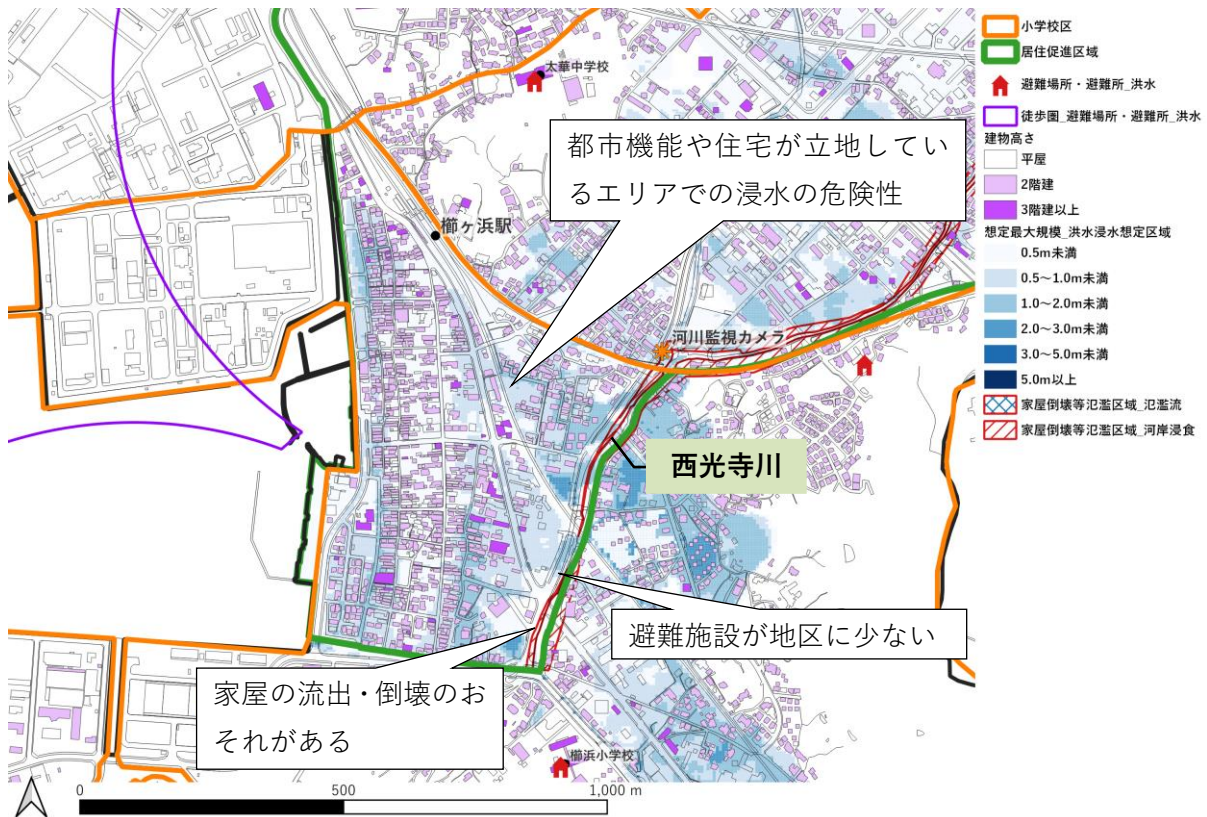 太華中学校
都市機能や住宅が立地してい
るエリアでの浸水の危険性
櫛ヶ浜駅
河川監視カメラ
西光寺川
避難施設が地区に少ない
家屋の流出・倒壊のお
それがある
櫛浜小学校
0 500 1,000 m
小学校区
居住促進区域
避難場所・避難所_洪水
徒歩圏_避難場所・避難所_洪水
建物高さ
平屋
2階建
3階建以上
想定最大規模_洪水浸水想定区域
0.5m未満
0.5～1.0m未満
1.0～2.0m未満
2.0～3.0m未満
3.0～5.0m未満
5.0m以上
家屋倒壊等氾濫区域_氾濫流
家屋倒壊等氾濫区域_河岸浸食